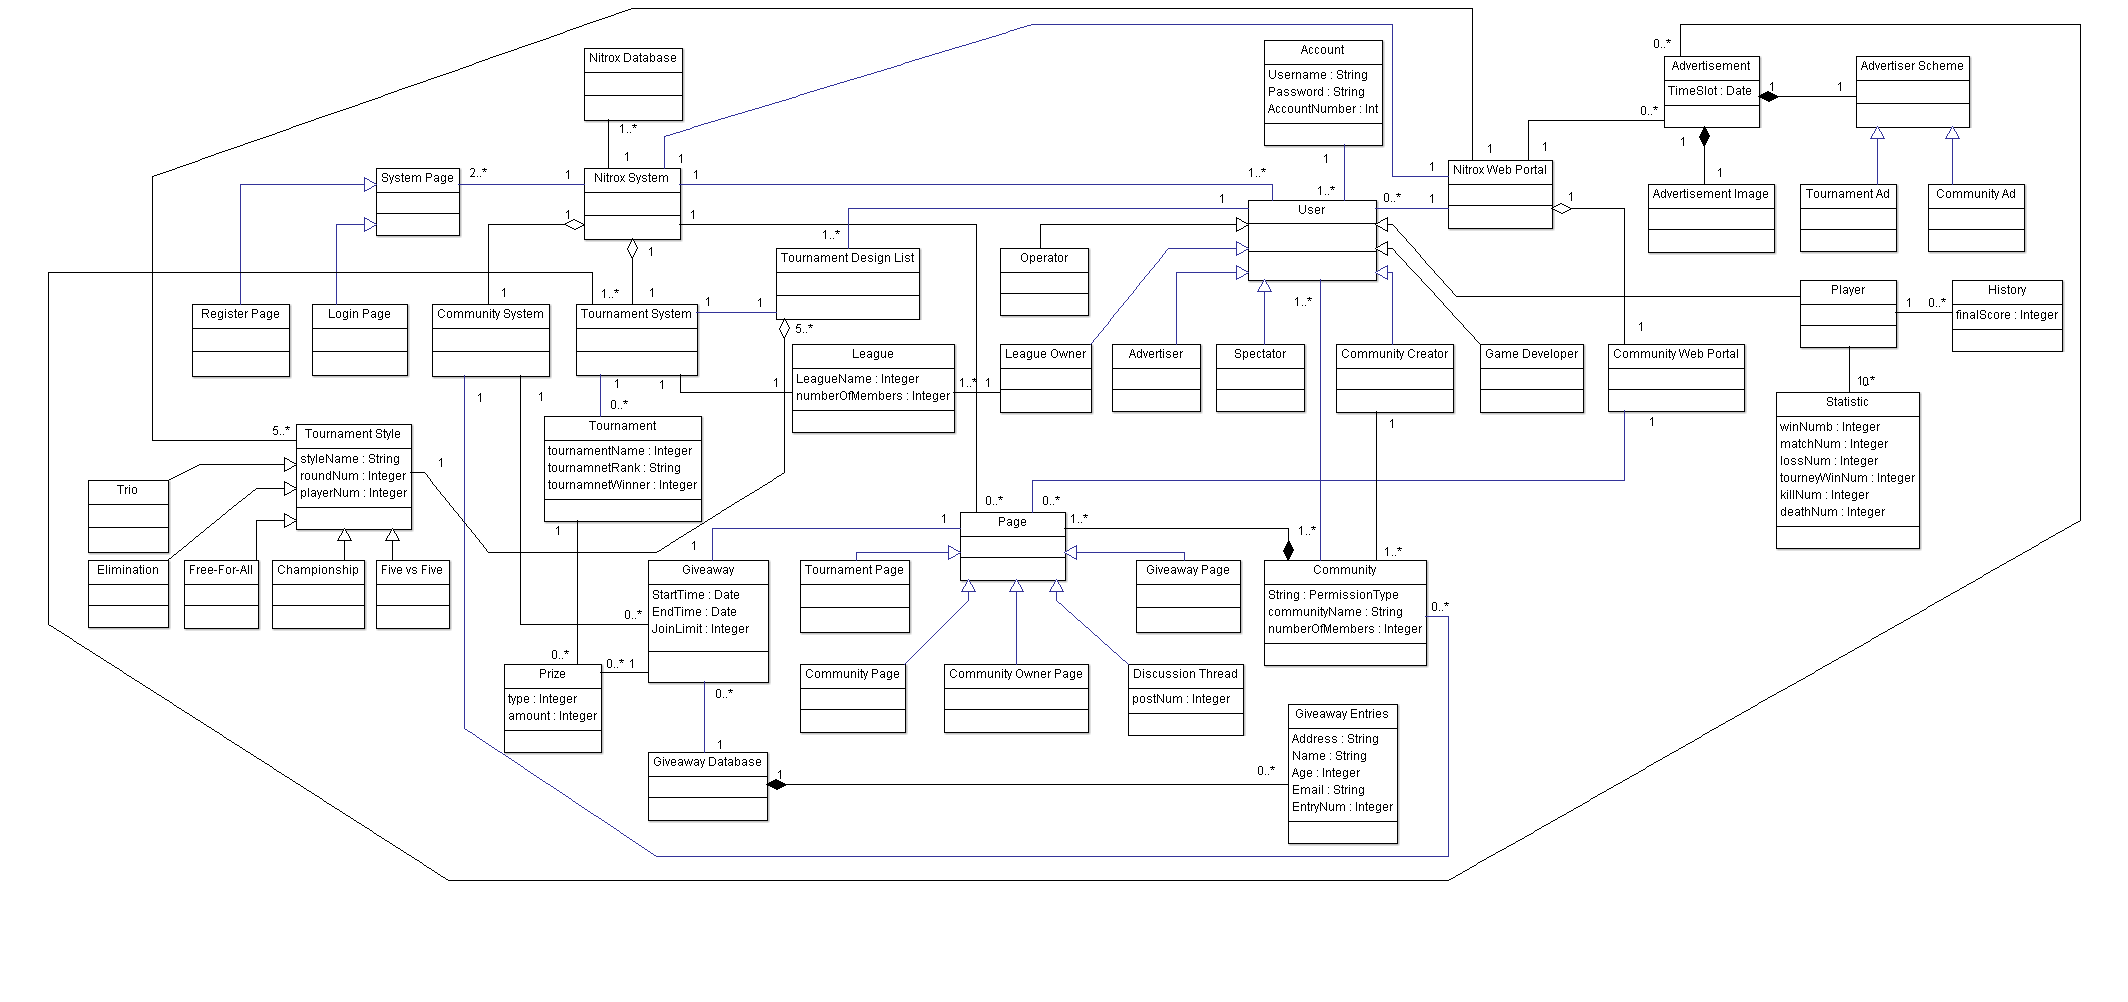 Nitrox Database
1..*
1
1
Account
Username : String
Password : String
AccountNumber : Int
1
1..*
0..*
Advertisement
TimeSlot : Date
0..*
1
1
1
1
Advertiser Scheme
Advertisement Image
Tournament Ad
Community Ad
System Page
2..*
1
Nitrox System
1
1..*
1
1
1
1
1
Nitrox Web Portal
1
1
1
1
0..*
User
1
1..*
1..*
Register Page
Login Page
Community System
1
1
1
1..*
1
Tournament System
1
1
1
1
Tournament Design List
5..*
Operator
Player
1
0..*
History
finalScore : Integer
League
LeagueName : Integer
numberOfMembers : Integer
1
1..*
1
League Owner
Advertiser
Spectator
Community Creator
1
Game Developer
1
Community Web Portal
1
10..*
Statistic
winNumb : Integer
matchNum : Integer
lossNum : Integer
tourneyWinNum : Integer
killNum : Integer
deathNum : Integer
0..*
Tournament
tournamentName : Integer
tournamnetRank : String
tournamnetWinner : Integer
1
5..*
Tournament Style
styleName : String
roundNum : Integer
playerNum : Integer
1
Trio
Elimination
Free-For-All
Championship
Five vs Five
0..*
0..*
Page
1
1..*
1..*
1..*
1
Giveaway
StartTime : Date
EndTime : Date
JoinLimit : Integer
0..*
0..*
1
0..*
0..*
Prize
type : Integer
amount : Integer
Tournament Page
Giveaway Page
Community Page
Community Owner Page
Discussion Thread
postNum : Integer
Community
String : PermissionType
communityName : String
numberOfMembers : Integer
0..*
1
Giveaway Database
1
0..*
Giveaway Entries
Address : String
Name : String
Age : Integer
Email : String
EntryNum : Integer